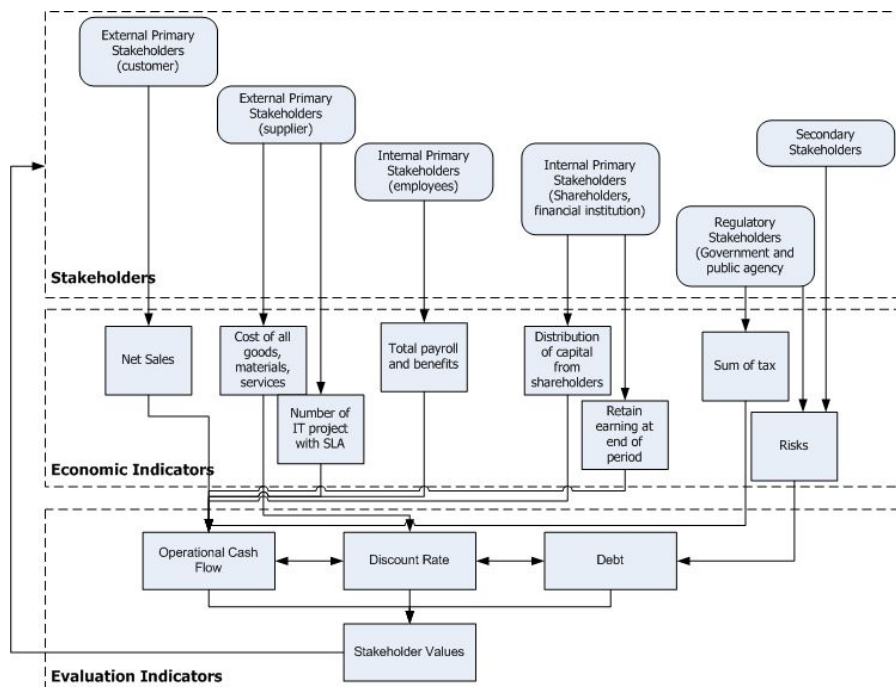 External Primary
Stakeholders
(customer)
External Primary
Stakeholders
(supplier)
Internal Primary
Stakeholders
(employees)
Internal Primary
Stakeholders
(Shareholders,
financial institution)
Secondary
Stakeholders
Regulatory
Stakeholders
(Government and
public agency
Stakeholders
Net Sales
Cost of all
goods,
materials,
services
Number of
IT project
with SLA
Total payroll
and benefits
Distribution
of capital
from
shareholders
Retain
earning at
end of
period
Sum of tax
Risks
Economic Indicators
Operational Cash
Flow
Discount Rate
Debt
Stakeholder Values
Evaluation Indicators